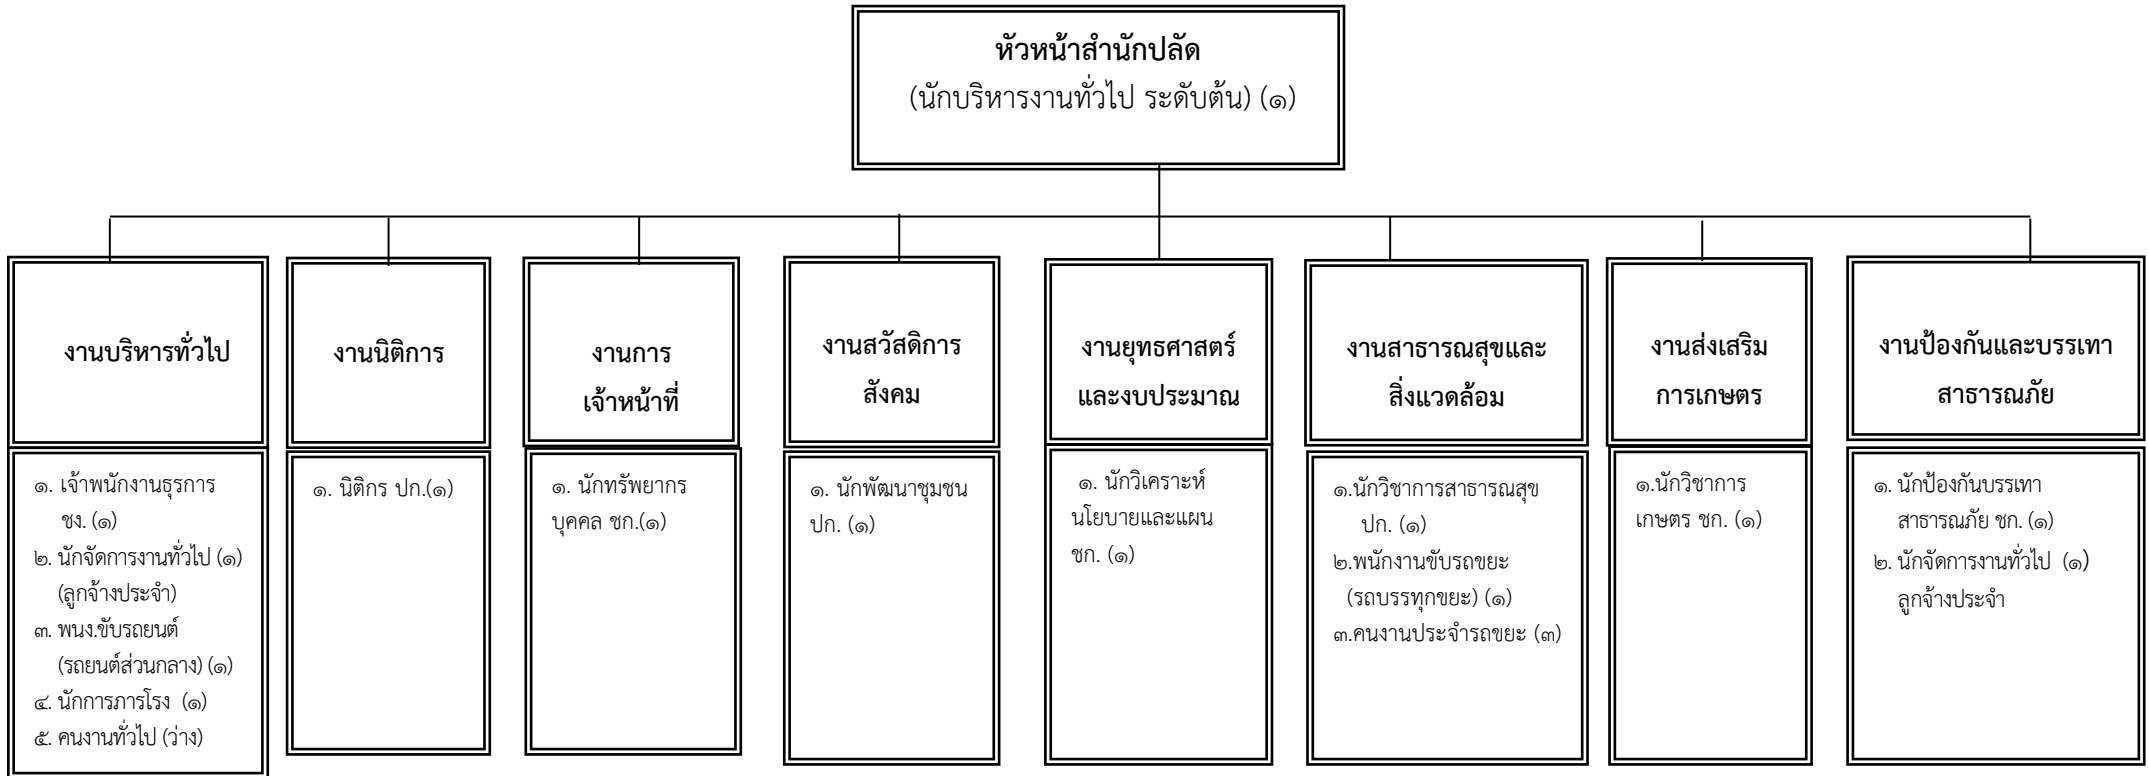 หัวหน้าสำนักปลัด
(นักบริหารงานทั่วไป ระดับต้น) (๑)
งานบริหารทั่วไป
๑. เจ้าพนักงานธุรการ
ชง. (๑)
๒. นักจัดการงานทั่วไป (๑)
(ลูกจ้างประจำ)
๓. พนง.ขับรถยนต์
(รถยนต์ส่วนกลาง) (๑)
๔. นักการภารโรง (๑)
๕. คนงานทั่วไป (ว่าง)
งานนิติการ
๑. นิติกร ปก.(๑)
งานการ
เจ้าหน้าที่
๑. นักทรัพยากร
บุคคล ชก.(๑)
งานสวัสดิการ
สังคม
๑. นักพัฒนาชุมชน
ปก. (๑)
งานยุทธศาสตร์
และงบประมาณ
๑. นักวิเคราะห์
นโยบายและแผน
ชก. (๑)
งานสาธารณสุขและ
สิ่งแวดล้อม
๑.นักวิชาการสาธารณสุข
ปก. (๑)
๒.พนักงานขับรถขยะ
(รถบรรทุกขยะ) (๑)
๓.คนงานประจำรถขยะ (๓)
งานส่งเสริม
การเกษตร
๑.นักวิชาการ
เกษตร ชก. (๑)
งานป้องกันและบรรเทา
สาธารณภัย
๑. นักป้องกันบรรเทา
สาธารณภัย ชก. (๑)
๒. นักจัดการงานทั่วไป (๑)
ลูกจ้างประจำ